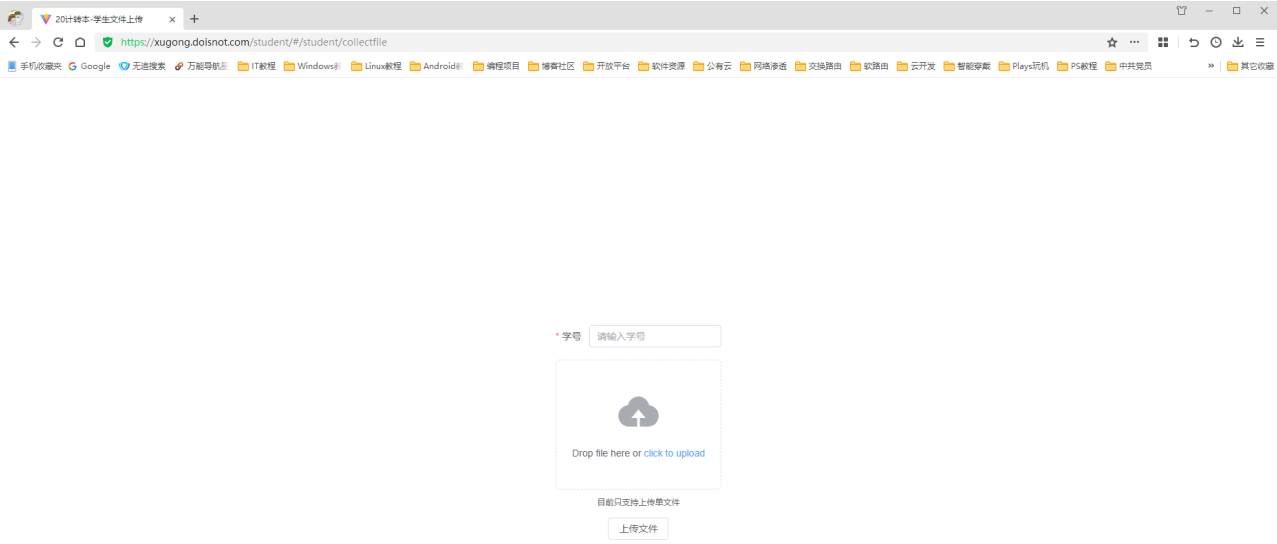 20计转本-学生文件上传
https://xugong.doisnot.com/student/#/student/collectfile
手机收藏夹 Google 无追搜索 万能导航 IT教程 Windows Linux教程 Android 编程项目 博客社区 开放平台 软件资源 公有云 网络渗透 交换路由 软路由 云开发 智能穿戴 Plays玩机 PS教程 中共党员 » 其它收藏
* 学号 请输入学号
Drop file here or click to upload
目前只支持上传单文件
上传文件